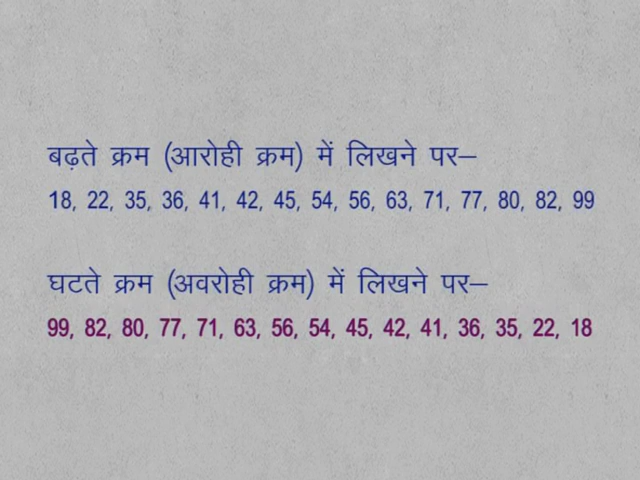 बढ़ते क्रम (आरोही क्रम) में लिखने पर–
18, 22, 35, 36, 41, 42, 45, 54, 56, 63, 71, 77, 80, 82, 99
घटते क्रम (अवरोही क्रम) में लिखने पर–
99, 82, 80, 77, 71, 63, 56, 54, 45, 42, 41, 36, 35, 22, 18